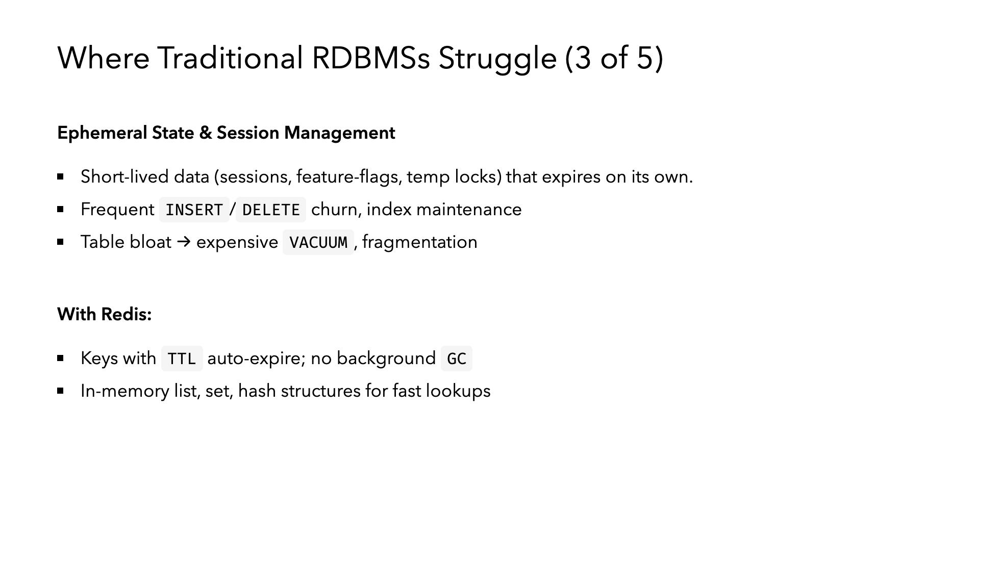 Where Traditional RDBMSs Struggle (3 of 5)
Ephemeral State & Session Management
▪ Short-lived data (sessions, feature-flags, temp locks) that expires on its own.
▪ Frequent INSERT/DELETE churn, index maintenance
▪ Table bloat → expensive VACUUM, fragmentation
With Redis:
▪ Keys with TTL auto-expire; no background GC
▪ In-memory list, set, hash structures for fast lookups